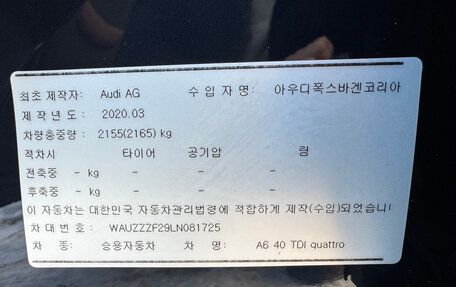 최초 제작자: Audi AG 수 입 자 명: 아우디폭스바겐코리아
제 작 년 도 : 2020.03
차량총중량 : 2155(2165) kg
적차시 타이어 공기압 림
전축중 - kg - - -
후축중 - kg - - -
이 자동차는 대한민국 자동차관리법령에 적합하게 제작(수입)되었습니
차 대 번 호 : WAUZZZF29LN081725
차 종: 승용자동차 차 명: A6 40 TDI quattro